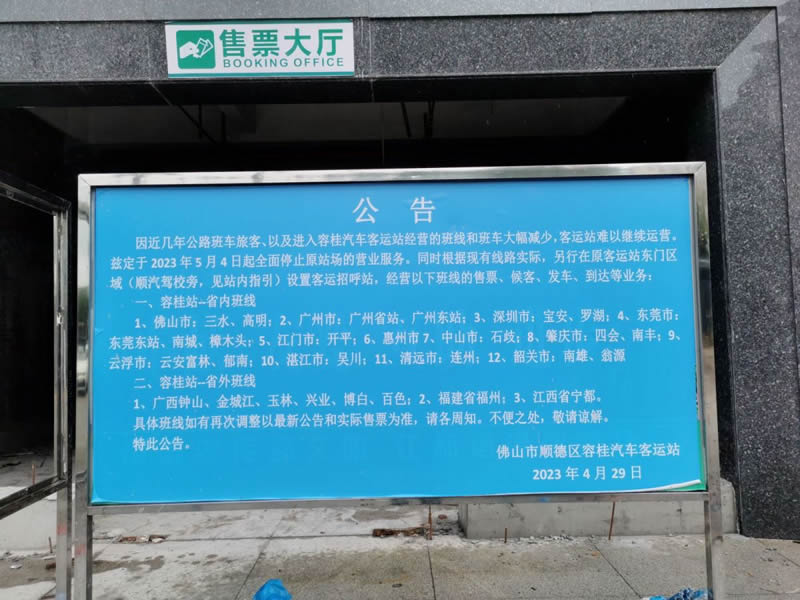 售票大厅
BOOKING OFFICE
公告
因近几年公路班车旅客、以及进入容桂汽车客运站经营的班线和班车大幅减少，客运站难以继续运营。
兹定于2023年5月4日起全面停止原站场的营业服务。同时根据现有线路实际，另行在原客运站东门区
域（顺汽驾校旁，见站内指引）设置客运招呼站，经营以下班线的售票、候客、发车、到达等业务：
一、容桂站--省内班线
1、佛山市：三水、高明；2、广州市：广州省站、广州东站；3、深圳市：宝安、罗湖；4、东莞市：
东莞东站、南城、樟木头；5、江门市：开平；6、惠州市 7、中山市：石歧；8、肇庆市：四会、南丰；9、
云浮市：云安富林、郁南；10、湛江市：吴川；11、清远市：连州；12、韶关市：南雄、翁源
二、容桂站--省外班线
1、广西钟山、金城江、玉林、兴业、博白、百色；2、福建省福州；3、江西省宁都。
具体班线如有再次调整以最新公告和实际售票为准，请各周知。不便之处，敬请谅解。
特此公告。
佛山市顺德区容桂汽车客运站
2023年4月29日